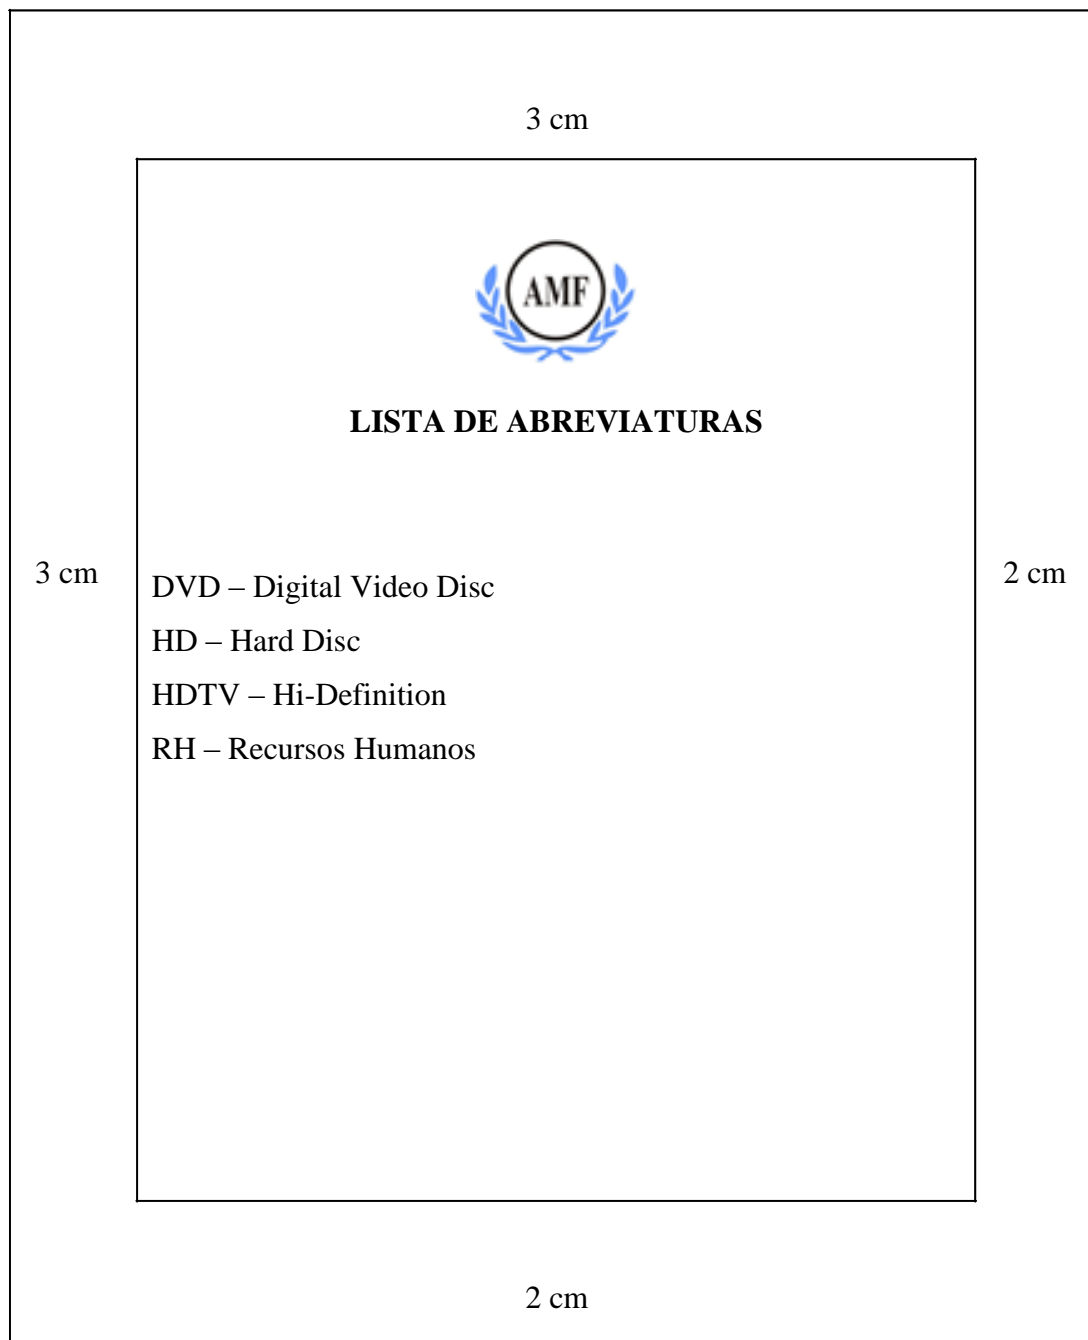 3 cm
AMF
LISTA DE ABREVIATURAS
3 cm
2 cm
DVD – Digital Video Disc
HD – Hard Disc
HDTV – Hi-Definition
RH – Recursos Humanos
2 cm